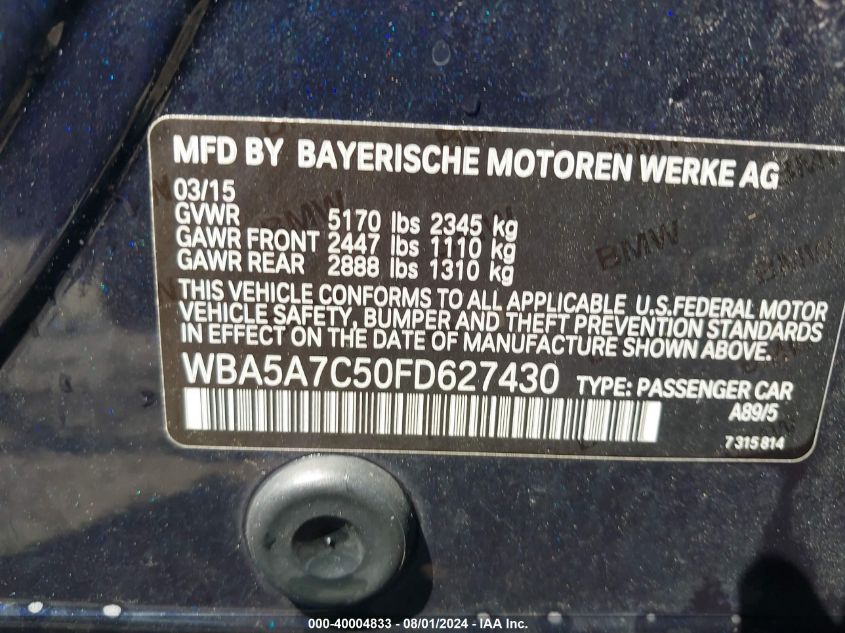 MFD BY BAYERISCHE MOTOREN WERKE AG
03/15
GVWR 5170 lbs 2345 kg
GAWR FRONT 2447 lbs 1110 kg
GAWR REAR 2888 lbs 1310 kg
THIS VEHICLE CONFORMS TO ALL APPLICABLE U.S.FEDERAL MOTOR
VEHICLE SAFETY, BUMPER AND THEFT PREVENTION STANDARDS
IN EFFECT ON THE DATE OF MANUFACTURE SHOWN ABOVE.
WBA5A7C50FD627430 TYPE: PASSENGER CAR
A89/5
7315814
BMW
BMW
000-40004833 - 08/01/2024 - IAA Inc.